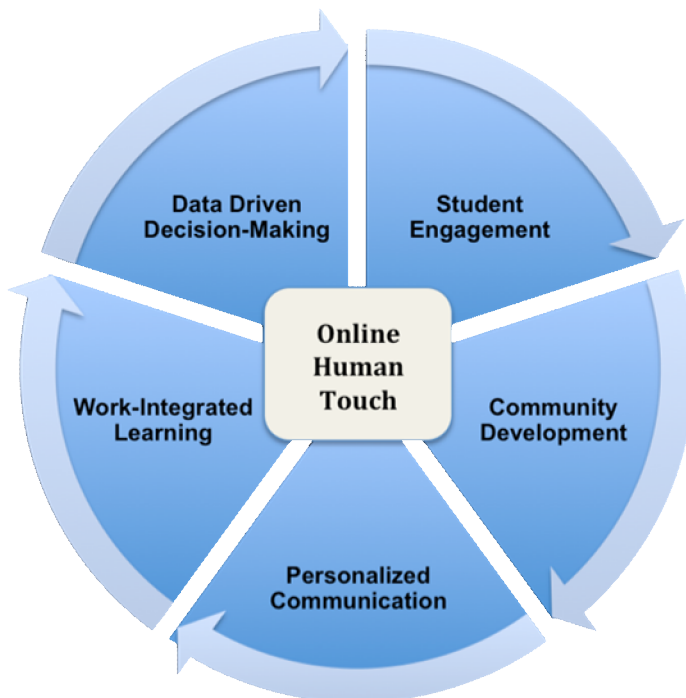 Data Driven
Decision-Making
Student
Engagement
Online
Human
Touch
Work-Integrated
Learning
Community
Development
Personalized
Communication